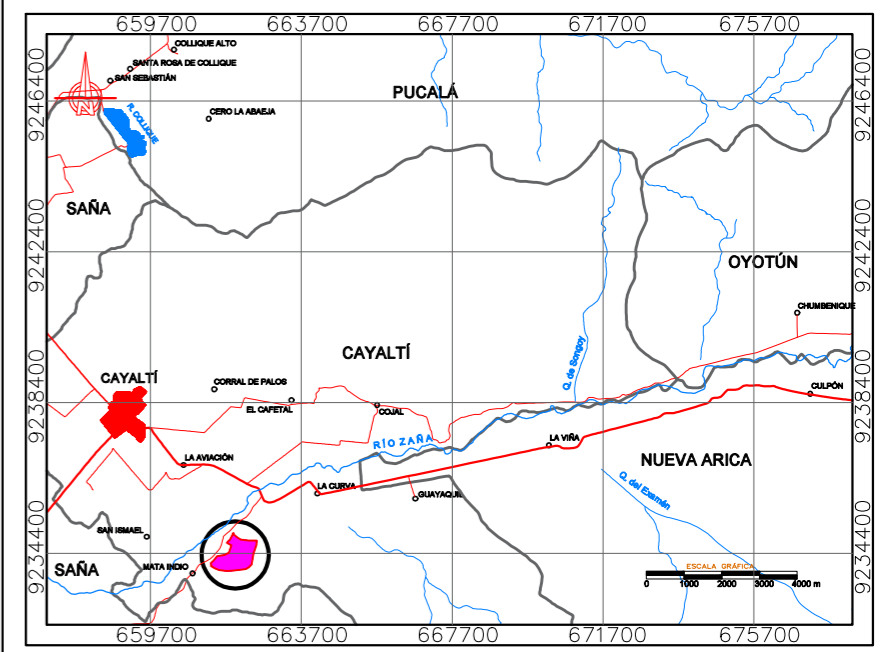 659700
663700
667700
671700
675700
COLLIQUE ALTO
SANTA ROSA DE COLLIQUE
SAN SEBASTIÁN
N
9246400
9246400
PUCALÁ
R. COLLIQUE
CERO LA ABAEJA
SAÑA
9242400
9242400
OYOTÚN
CHUMBENIQUE
Q. de Songoy
CAYALTÍ
CAYALTÍ
CORRAL DE PALOS
EL CAFETAL
COJAL
CULPÓN
9238400
9238400
RÍO ZAÑA
LA VIÑA
LA AVIACIÓN
NUEVA ARICA
LA CURVA
GUAYAQUIL
Q. del Examén
SAN ISMAEL
9234400
9234400
SAÑA
MATA INDIO
ESCALA GRÁFICA
0 1000 2000 3000 4000 m
659700
663700
667700
671700
675700